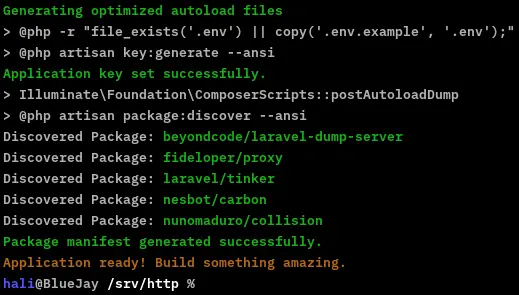 Generating optimized autoload files
> @php -r "file_exists('.env') || copy('.env.example', '.env');"
> @php artisan key:generate --ansi
Application key set successfully.
> Illuminate\Foundation\ComposerScripts::postAutoloadDump
> @php artisan package:discover --ansi
Discovered Package: beyondcode/laravel-dump-server
Discovered Package: fideloper/proxy
Discovered Package: laravel/tinker
Discovered Package: nesbot/carbon
Discovered Package: nunomaduro/collision
Package manifest generated successfully.
Application ready! Build something amazing.
hali@BlueJay /srv/http %